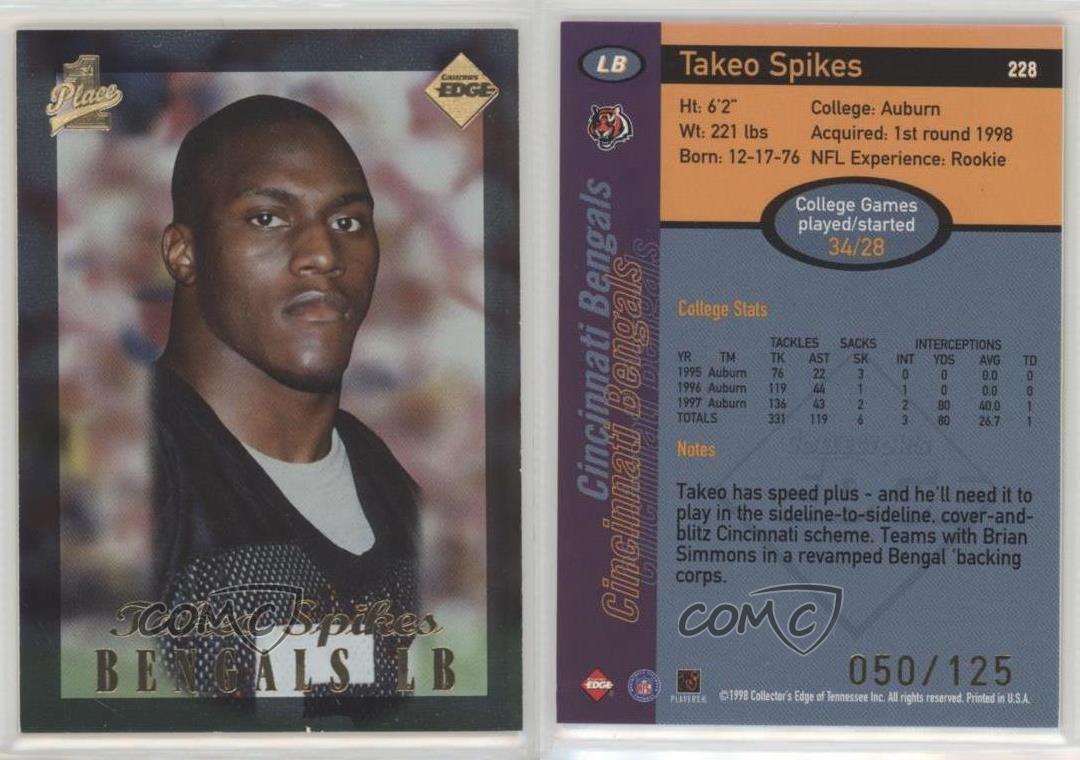 1st
Place
COLLECTOR'S
EDGE
Takeo Spikes
COMC
BENGALS LB
LB
Takeo Spikes
228
Ht: 6'2" College: Auburn
Wt: 221 lbs Acquired: 1st round 1998
Born: 12-17-76 NFL Experience: Rookie
College Games
played/started
34/28
Cincinnati Bengals
Cincinnati Bengals
College Stats
TACKLES SACKS INTERCEPTIONS
YR TM TK AST SK INT YDS AVG TD
1995 Auburn 76 22 3 0 0 0.0 0
1996 Auburn 119 44 1 1 0 0.0 0
1997 Auburn 136 43 2 2 80 40.0 1
TOTALS 331 119 6 3 80 26.7 1
Notes
Takeo has speed plus - and he'll need it to
play in the sideline-to-sideline, cover-and-
blitz Cincinnati scheme. Teams with Brian
Simmons in a revamped Bengal 'backing
corps.
COMC
050/125
EDGE
NFL
PLAYERS
©1998 Collector's Edge of Tennessee Inc. All rights reserved. Printed in U.S.A.